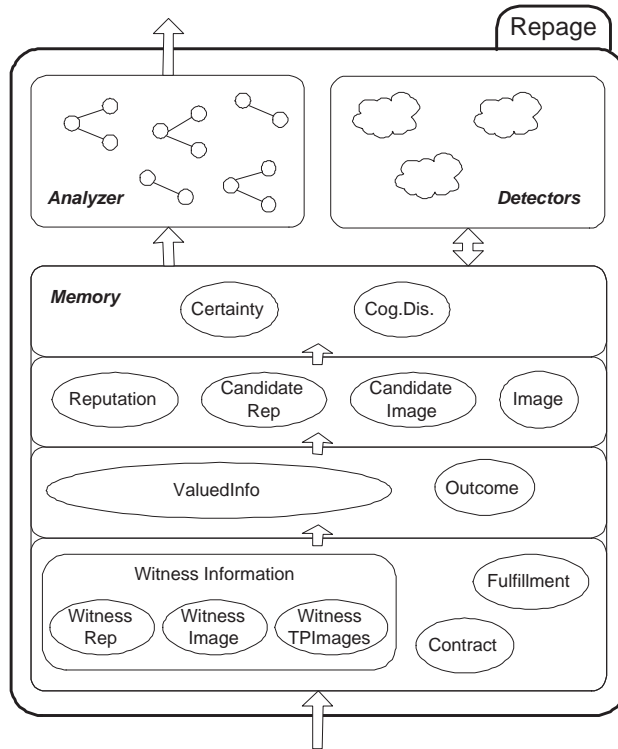 Repage
Analyzer
Detectors
Memory
Certainty
Cog.Dis.
Reputation
Candidate
Rep
Candidate
Image
Image
ValuedInfo
Outcome
Witness Information
Witness
Rep
Witness
Image
Witness
TPImages
Fulfillment
Contract